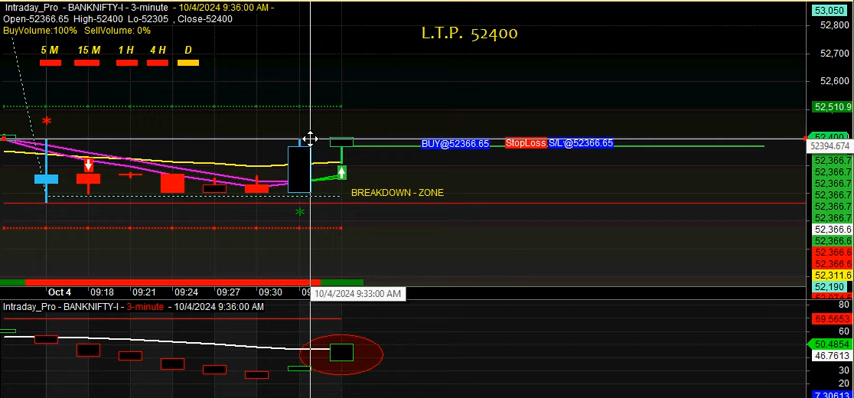 Intraday_Pro - BANKNIFTY-I - 3-minute - 10/4/2024 9:36:00 AM -
Open-52366.65 High-52400 Lo-52305 , Close-52400
BuyVolume:100% SellVolume: 0%
5 M 15 M 1 H 4 H D
L.T.P. 52400
53,050
52,800
52,700
52,600
52,510.9
52394.674
BUY@52366.65 StopLoss S/L'@52366.65
52,366.7
52,366.7
52,366.7
52,366.7
52,366.7
BREAKDOWN - ZONE
52,366.6
52,366.6
52,366.6
52,366.6
52,311.6
52,190
Oct 4 09:18 09:21 09:24 09:27 09:30
10/4/2024 9:33:00 AM
Intraday_Pro - BANKNIFTY-I - 3-minute - 10/4/2024 9:36:00 AM
80
69.5653
60
50.4854
46.7613
30
20
7.30613